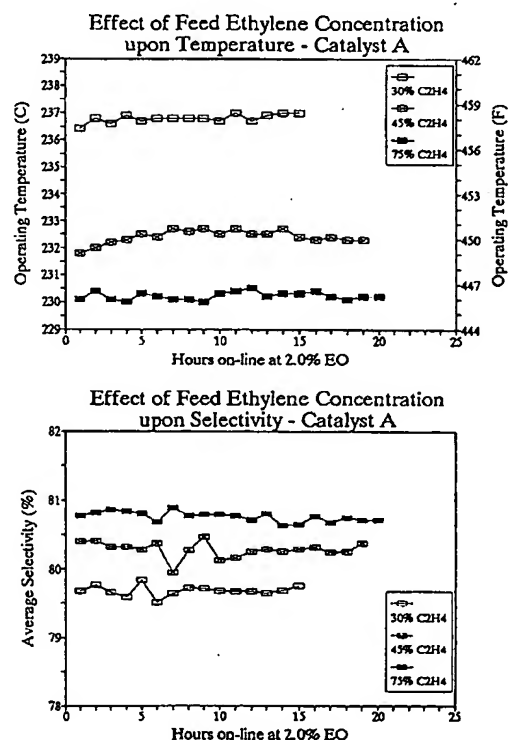 Effect of Feed Ethylene Concentration
upon Temperature - Catalyst A
239
238
237
236
235
234
233
232
231
230
229
Operating Temperature (C)
462
459
456
453
450
447
444
Operating Temperature (F)
30% C2H4
45% C2H4
75% C2H4
0 5 10 15 20 25
Hours on-line at 2.0% EO
Effect of Feed Ethylene Concentration
upon Selectivity - Catalyst A
82
81
80
79
78
Average Selectivity (%)
30% C2H4
45% C2H4
75% C2H4
0 5 10 15 20 25
Hours on-line at 2.0% EO